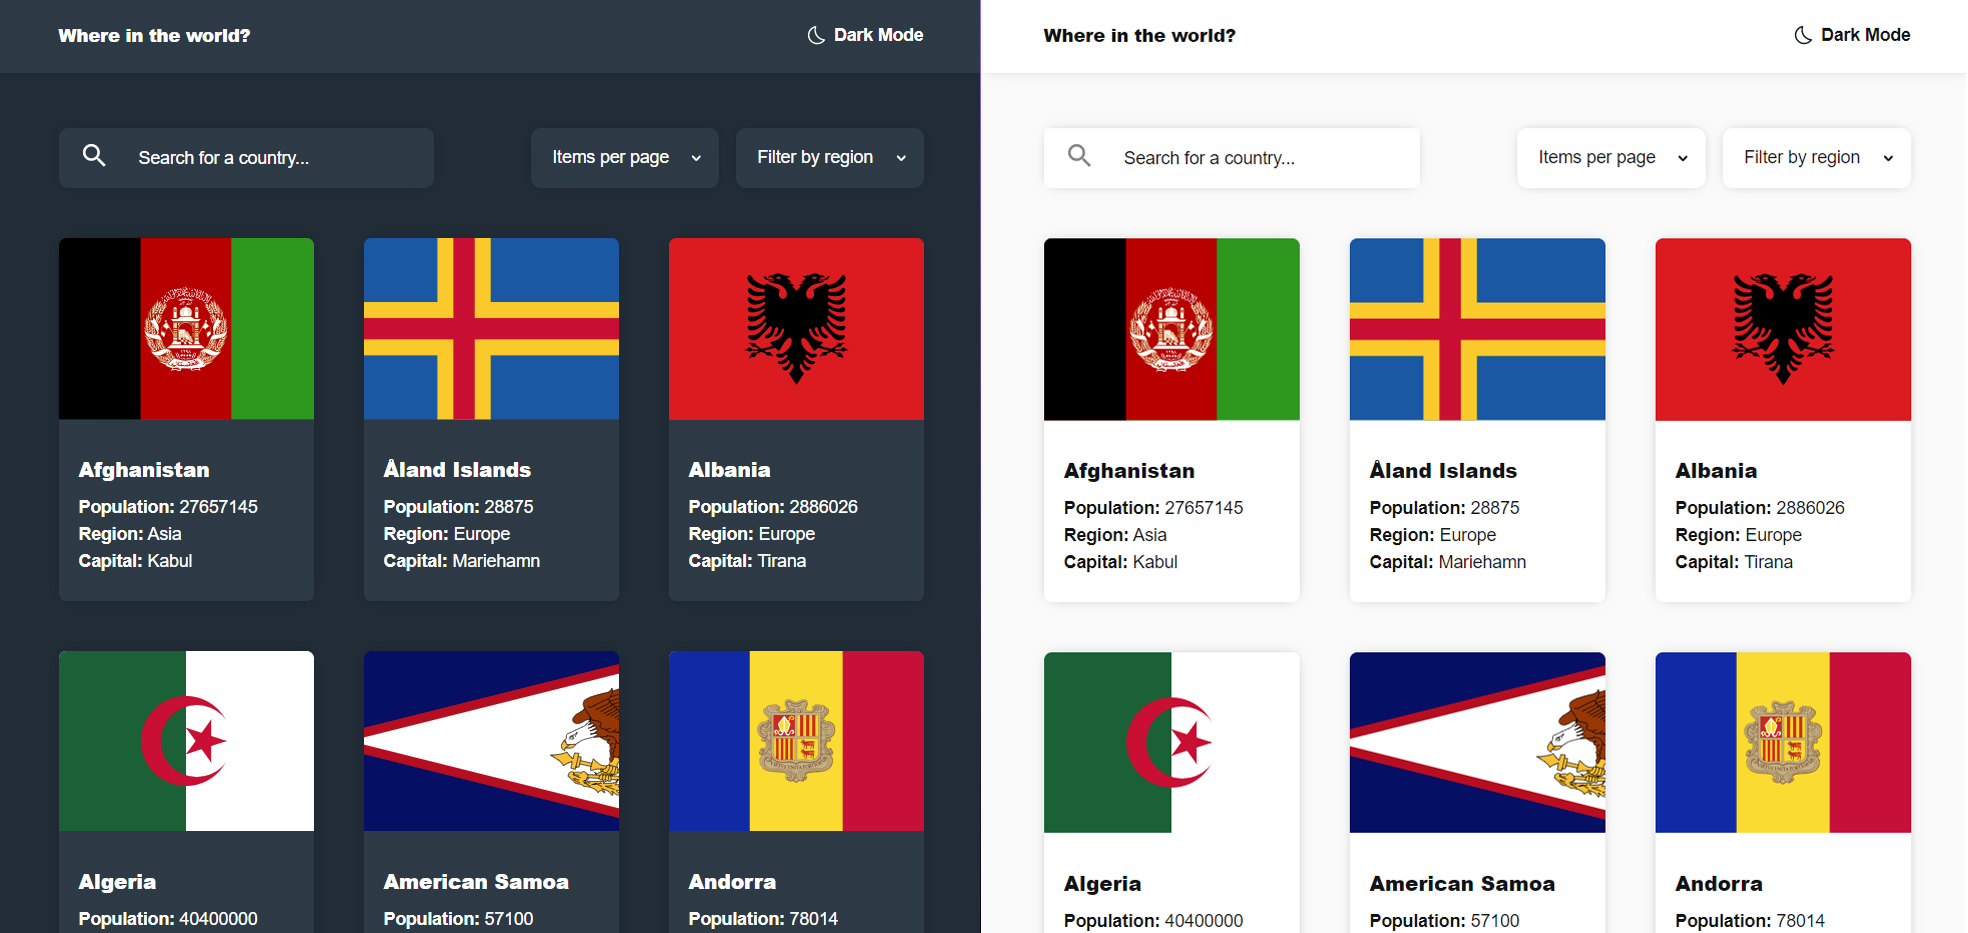 Where in the world?
Dark Mode
Search for a country...
Items per page
Filter by region
Afghanistan
Population: 27657145
Region: Asia
Capital: Kabul
Åland Islands
Population: 28875
Region: Europe
Capital: Mariehamn
Albania
Population: 2886026
Region: Europe
Capital: Tirana
Algeria
Population: 40400000
American Samoa
Population: 57100
Andorra
Population: 78014
Where in the world?
Dark Mode
Search for a country...
Items per page
Filter by region
Afghanistan
Population: 27657145
Region: Asia
Capital: Kabul
Åland Islands
Population: 28875
Region: Europe
Capital: Mariehamn
Albania
Population: 2886026
Region: Europe
Capital: Tirana
Algeria
Population: 40400000
American Samoa
Population: 57100
Andorra
Population: 78014